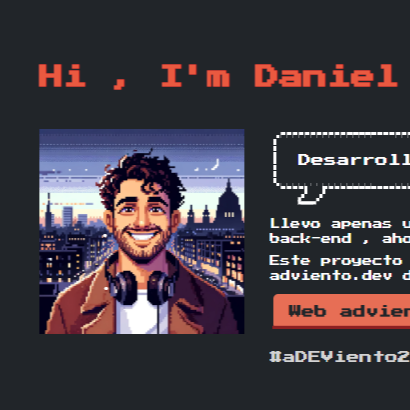 Hi , I'm Daniel
Desarroll
Llevo apenas u
back-end , aho
Este proyecto
adviento.dev d
Web advien
#aDEViento2